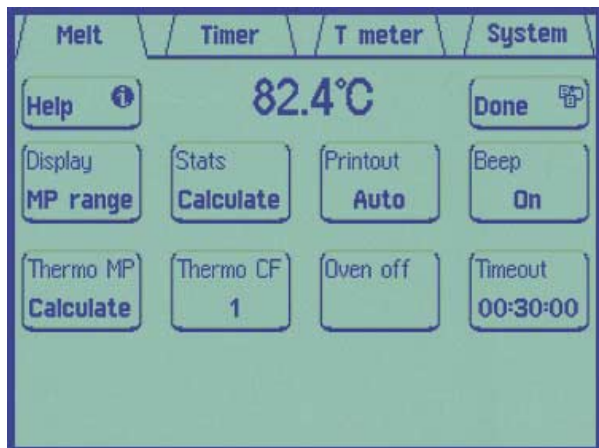 Melt Timer T meter System
Help 82.4°C Done
Display Stats Printout Beep
MP range Calculate Auto On
Thermo MP Thermo CF Oven off Timeout
Calculate 1 00:30:00